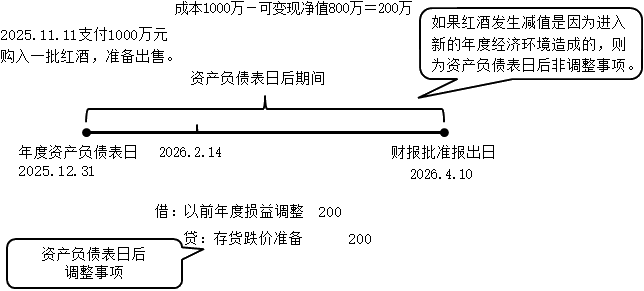 成本1000万－可变现净值800万＝200万
2025.11.11支付1000万元
购入一批红酒，准备出售。
如果红酒发生减值是因为进入
新的年度经济环境造成的，则
为资产负债表日后非调整事项。
资产负债表日后期间
年度资产负债表日
2025.12.31
2026.2.14
财报批准报出日
2026.4.10
借：以前年度损益调整 200
贷：存货跌价准备 200
资产负债表日后
调整事项